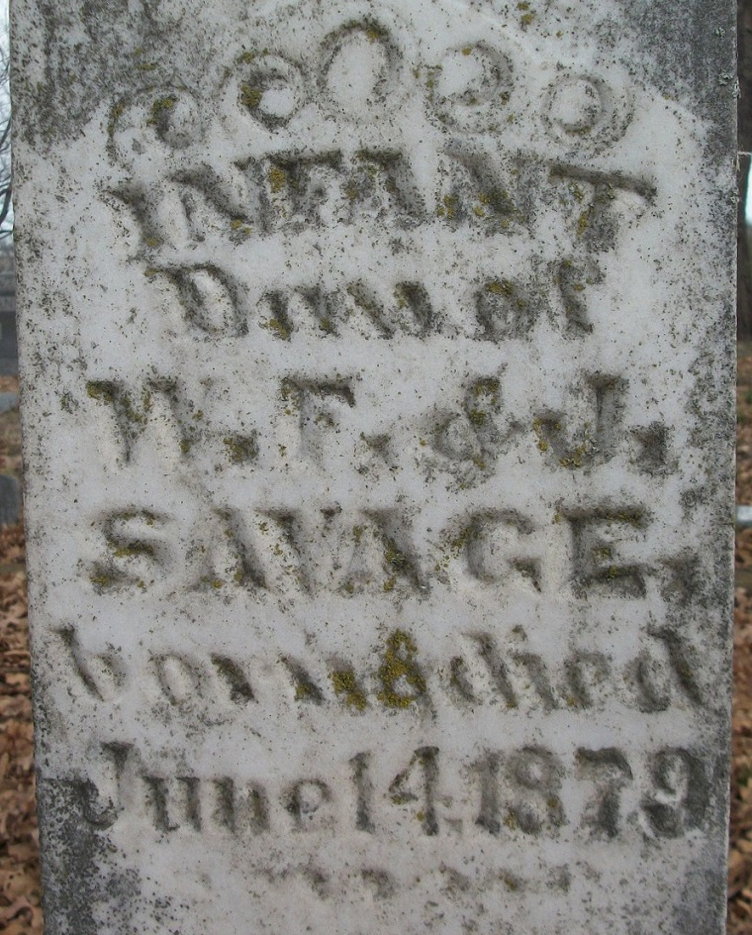 INFANT
Dau. of
W. F. & J.
SAVAGE,
born & died
June 14, 1879